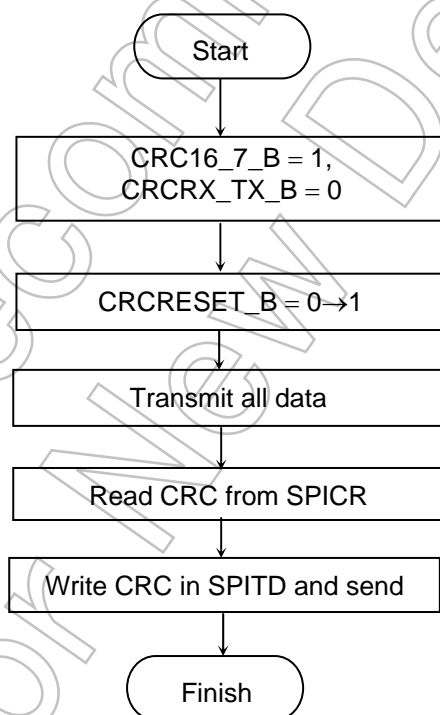 Start
CRC16_7_B = 1,
CRCRX_TX_B = 0
CRCRESET_B = 0→1
Transmit all data
Read CRC from SPICR
Write CRC in SPITD and send
Finish